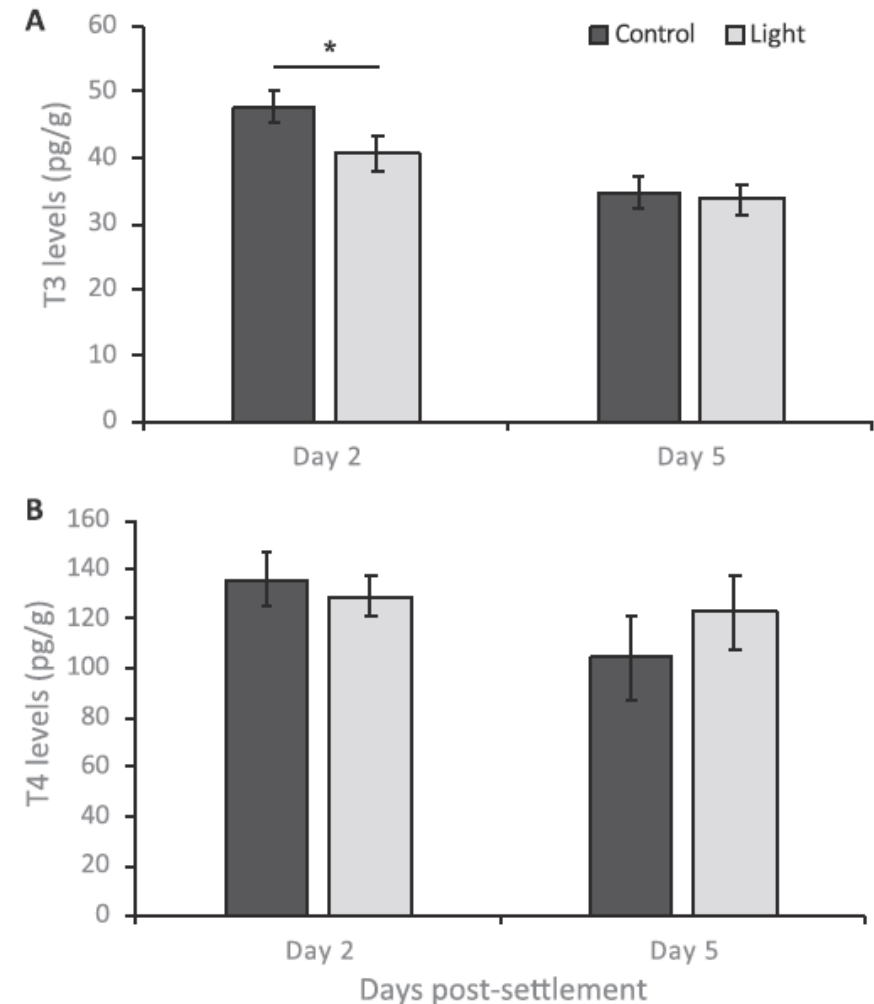 A
60
50
40
30
20
10
0
T3 levels (pg/g)
*
Control Light
Day 2 Day 5
B
160
140
120
100
80
60
40
20
0
T4 levels (pg/g)
Day 2 Day 5
Days post-settlement